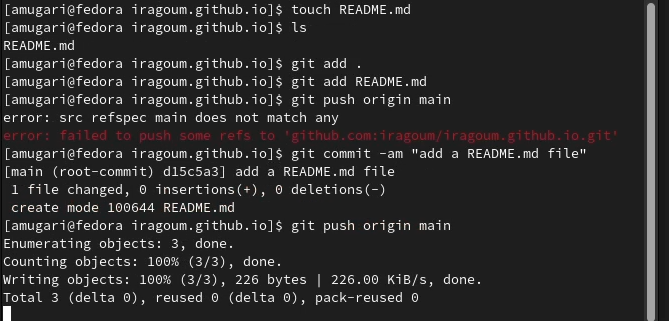 [amugari@fedora iragoum.github.io]$ touch README.md
[amugari@fedora iragoum.github.io]$ ls
README.md
[amugari@fedora iragoum.github.io]$ git add .
[amugari@fedora iragoum.github.io]$ git add README.md
[amugari@fedora iragoum.github.io]$ git push origin main
error: src refspec main does not match any
error: failed to push some refs to 'github.com:iragoum/iragoum.github.io.git'
[amugari@fedora iragoum.github.io]$ git commit -am "add a README.md file"
[main (root-commit) d15c5a3] add a README.md file
 1 file changed, 0 insertions(+), 0 deletions(-)
 create mode 100644 README.md
[amugari@fedora iragoum.github.io]$ git push origin main
Enumerating objects: 3, done.
Counting objects: 100% (3/3), done.
Writing objects: 100% (3/3), 226 bytes | 226.00 KiB/s, done.
Total 3 (delta 0), reused 0 (delta 0), pack-reused 0